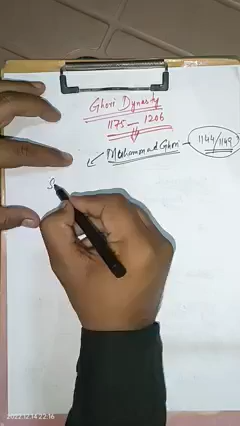 Ghori Dynasty
1175 — 1206
Mohammad Ghori - 1144/1149
S
2022.12.14 22:16